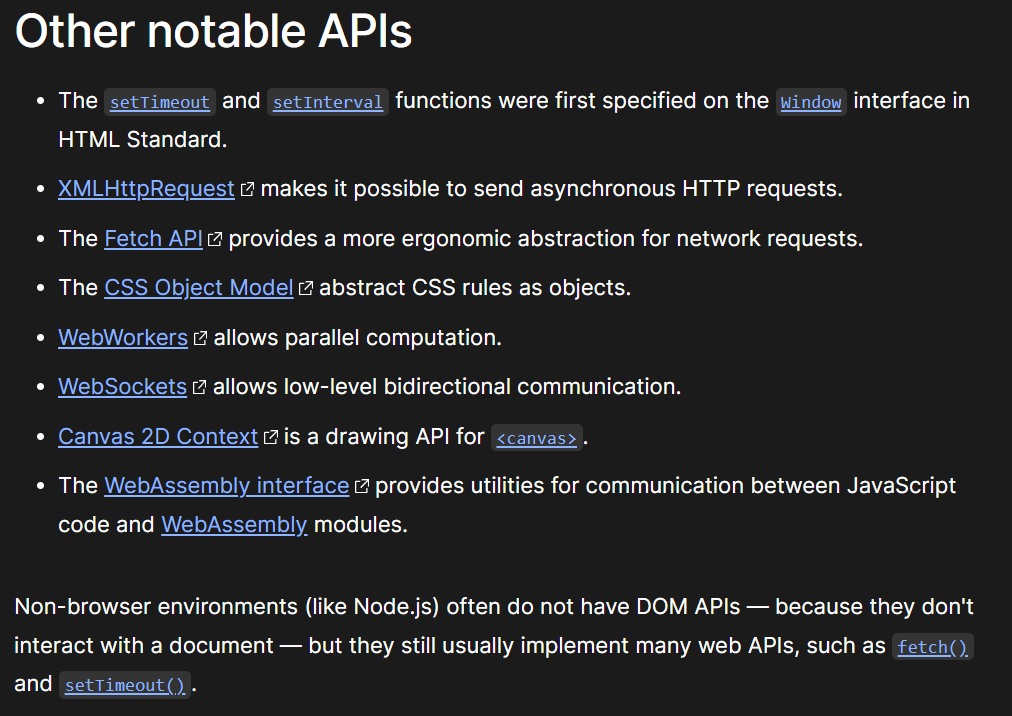 Other notable APIs
• The setTimeout and setInterval functions were first specified on the Window interface in
HTML Standard.
• XMLHttpRequest makes it possible to send asynchronous HTTP requests.
• The Fetch API provides a more ergonomic abstraction for network requests.
• The CSS Object Model abstract CSS rules as objects.
• WebWorkers allows parallel computation.
• WebSockets allows low-level bidirectional communication.
• Canvas 2D Context is a drawing API for <canvas>.
• The WebAssembly interface provides utilities for communication between JavaScript
code and WebAssembly modules.
Non-browser environments (like Node.js) often do not have DOM APIs — because they don't
interact with a document — but they still usually implement many web APIs, such as fetch()
and setTimeout().